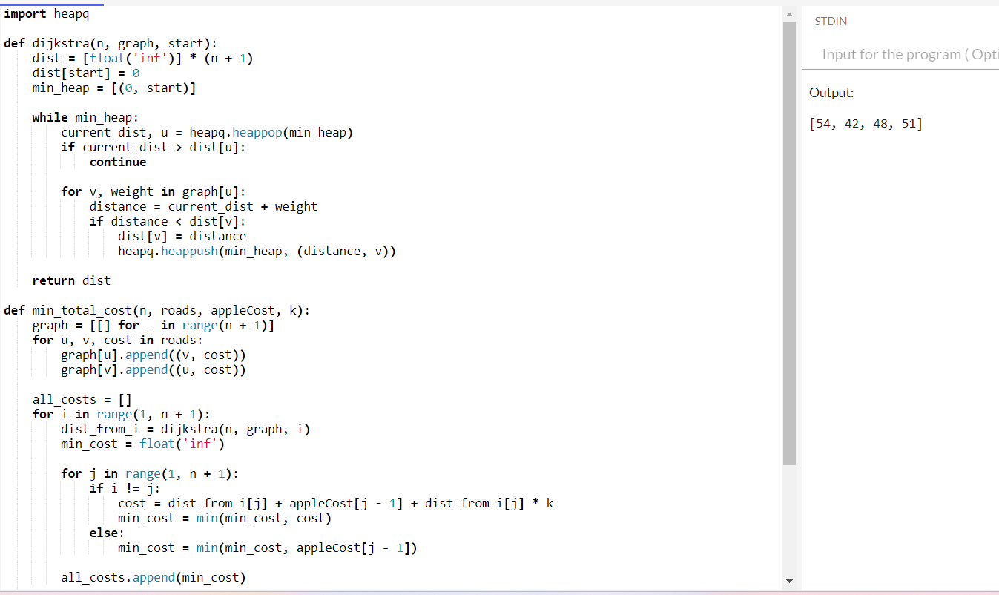 import heapq
def dijkstra(n, graph, start):
    dist = [float('inf')] * (n + 1)
    dist[start] = 0
    min_heap = [(0, start)]
    while min_heap:
        current_dist, u = heapq.heappop(min_heap)
        if current_dist > dist[u]:
            continue
        for v, weight in graph[u]:
            distance = current_dist + weight
            if distance < dist[v]:
                dist[v] = distance
                heapq.heappush(min_heap, (distance, v))
    return dist
def min_total_cost(n, roads, appleCost, k):
    graph = [[] for _ in range(n + 1)]
    for u, v, cost in roads:
        graph[u].append((v, cost))
        graph[v].append((u, cost))
    all_costs = []
    for i in range(1, n + 1):
        dist_from_i = dijkstra(n, graph, i)
        min_cost = float('inf')
        for j in range(1, n + 1):
            if i != j:
                cost = dist_from_i[j] + appleCost[j - 1] + dist_from_i[j] * k
                min_cost = min(min_cost, cost)
            else:
                min_cost = min(min_cost, appleCost[j - 1])
        all_costs.append(min_cost)
STDIN
Input for the program ( Opti
Output:
[54, 42, 48, 51]